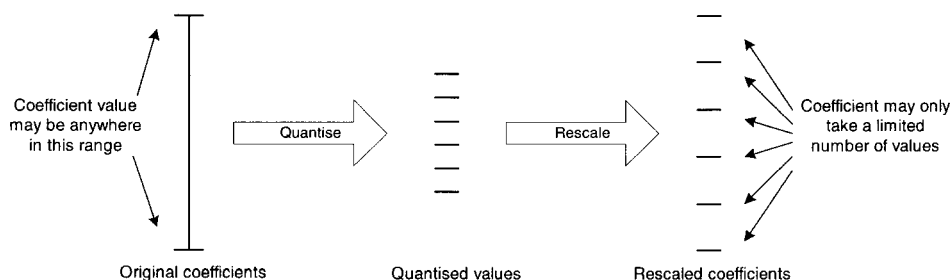 Coefficient value
may be anywhere
in this range
Quantise
Rescale
Coefficient may only
take a limited
number of values
Original coefficients
Quantised values
Rescaled coefficients